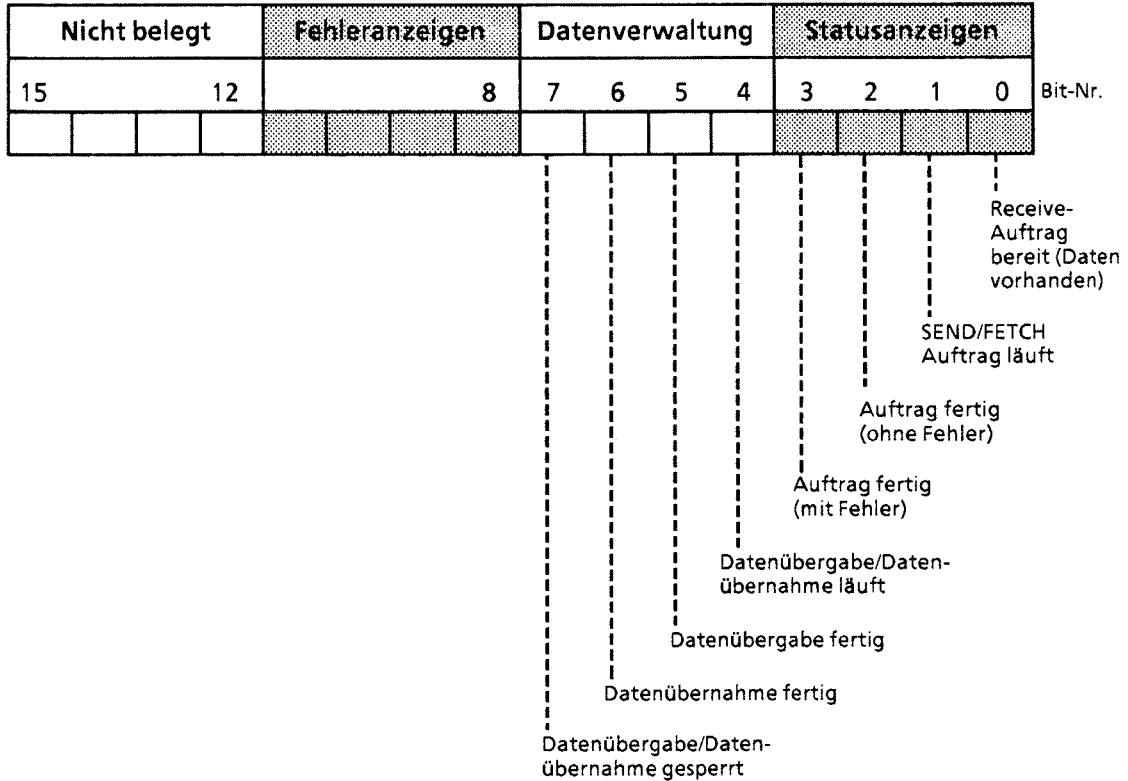 Nicht belegt Fehleranzeigen Datenverwaltung Statusanzeigen
15 12 8 7 6 5 4 3 2 1 0 Bit-Nr.
Receive-
Auftrag
bereit (Daten
vorhanden)
SEND/FETCH
Auftrag läuft
Auftrag fertig
(ohne Fehler)
Auftrag fertig
(mit Fehler)
Datenübergabe/Daten-
übernahme läuft
Datenübergabe fertig
Datenübernahme fertig
Datenübergabe/Daten-
übernahme gesperrt